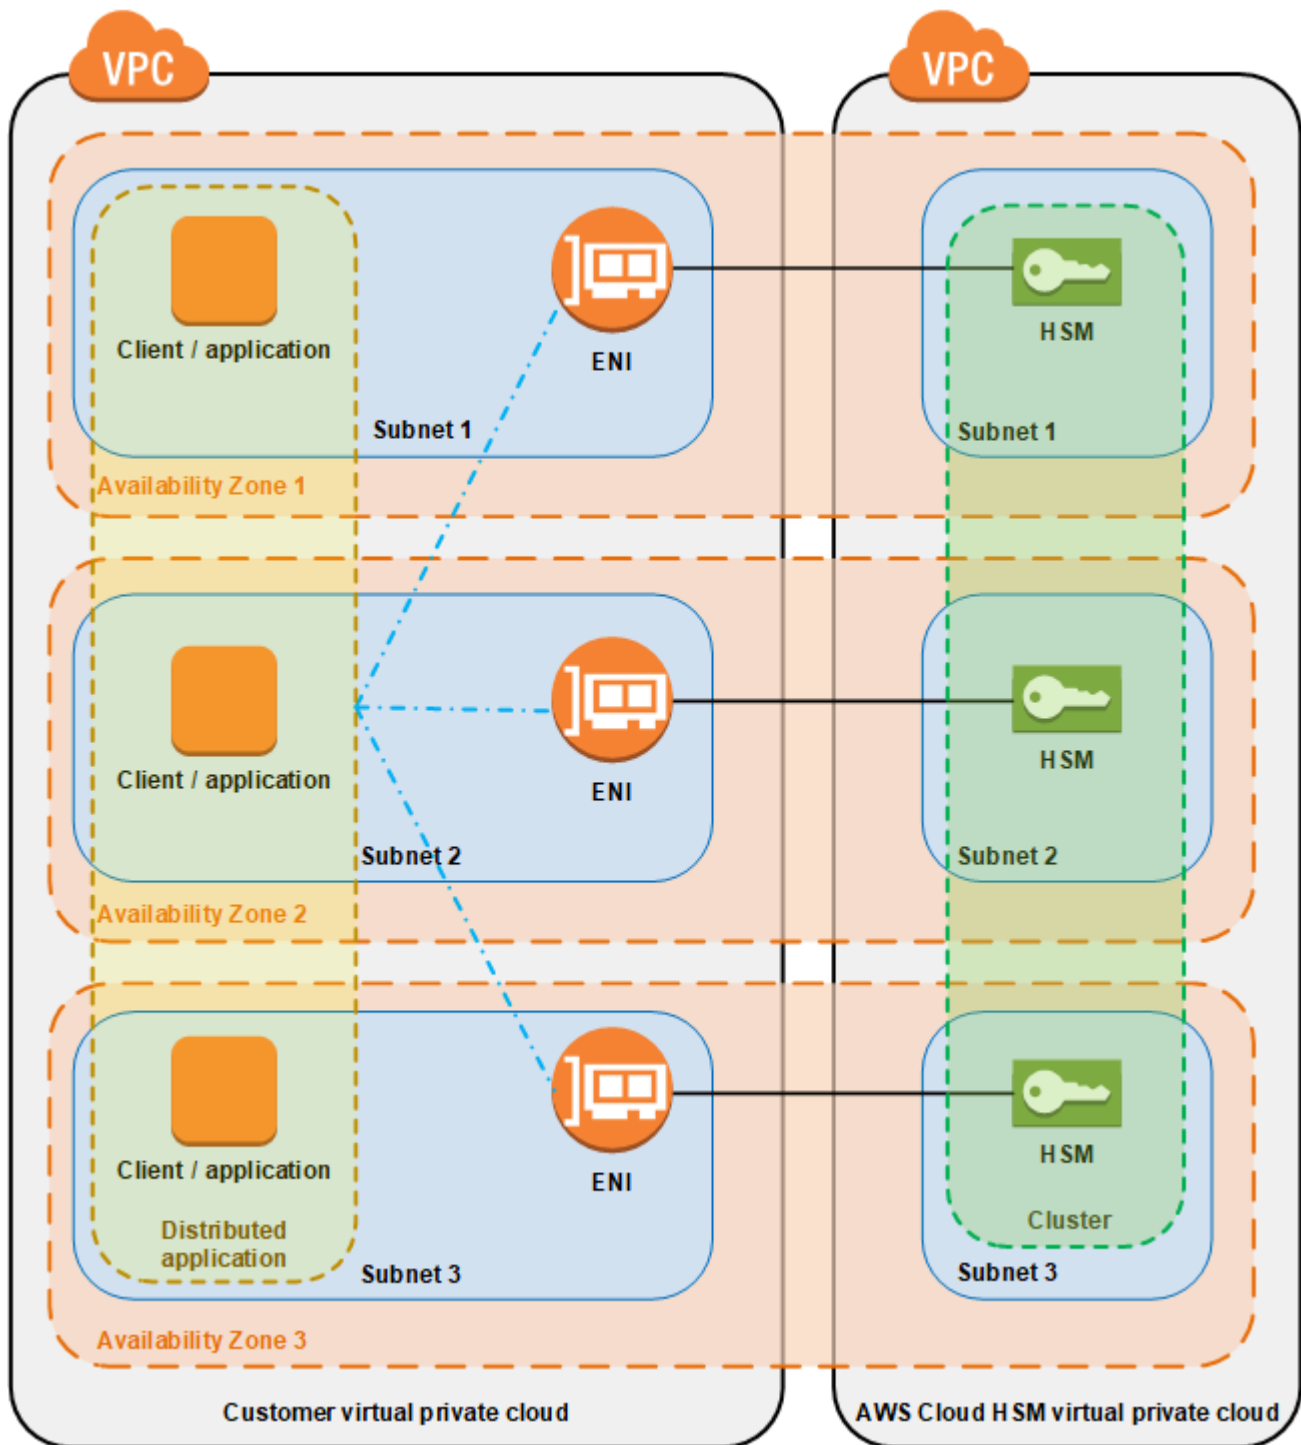 VPC
VPC
Client / application
ENI
HSM
Subnet 1
Subnet 1
Availability Zone 1
Client / application
ENI
HSM
Subnet 2
Subnet 2
Availability Zone 2
Client / application
ENI
HSM
Distributed
application
Cluster
Subnet 3
Subnet 3
Availability Zone 3
Customer virtual private cloud
AWS Cloud HSM virtual private cloud